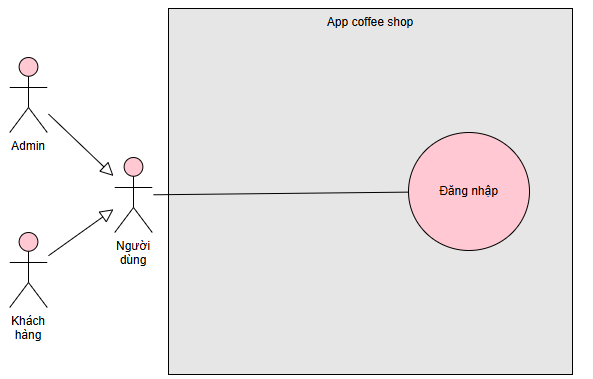 App coffee shop
Admin
Đăng nhập
Người
dùng
Khách
hàng